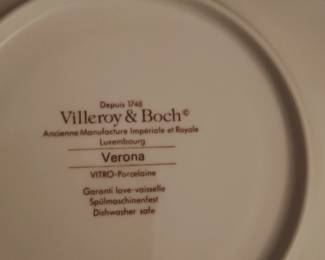 Depuis 1748
Villeroy & Boch©
Ancienne Manufacture Impériale et Royale
Luxembourg
Verona
VITRO-Porcelaine
Garanti lave-vaisselle
Spülmaschinenfest
Dishwasher safe